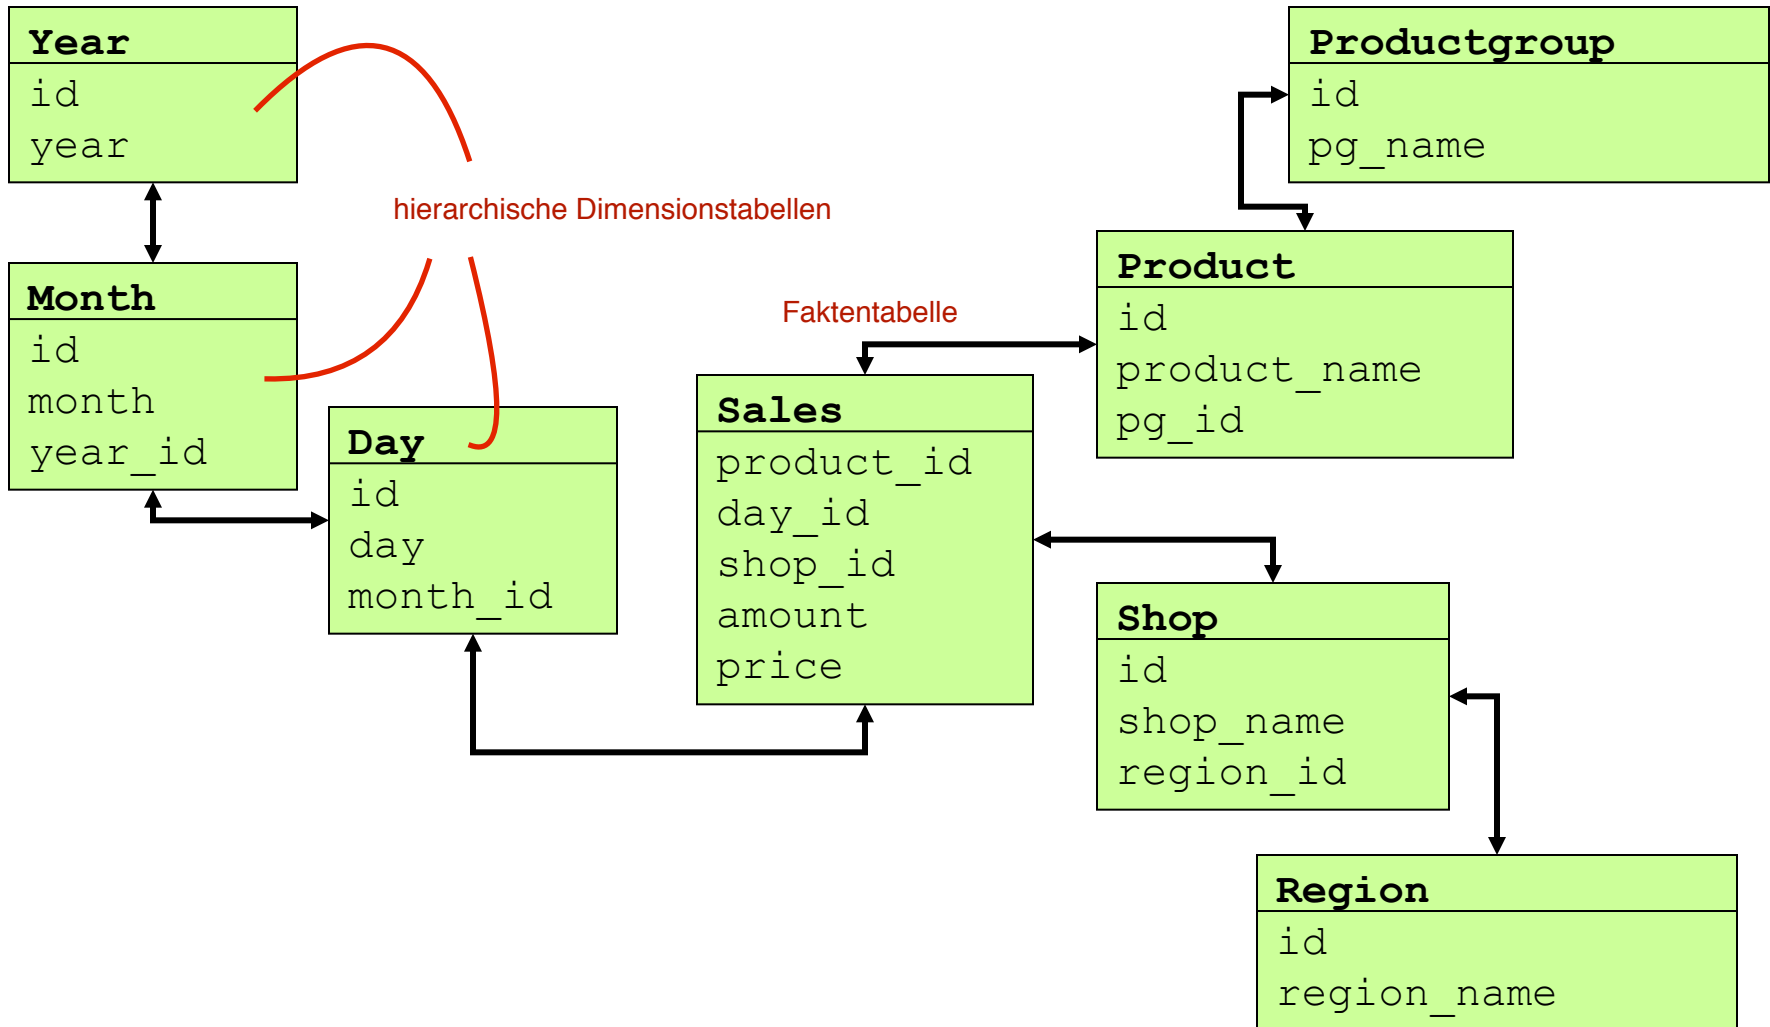 Year
id
year
Productgroup
id
pg_name
hierarchische Dimensionstabellen
Month
id
month
year_id
Product
id
product_name
pg_id
Faktentabelle
Day
id
day
month_id
Sales
product_id
day_id
shop_id
amount
price
Shop
id
shop_name
region_id
Region
id
region_name